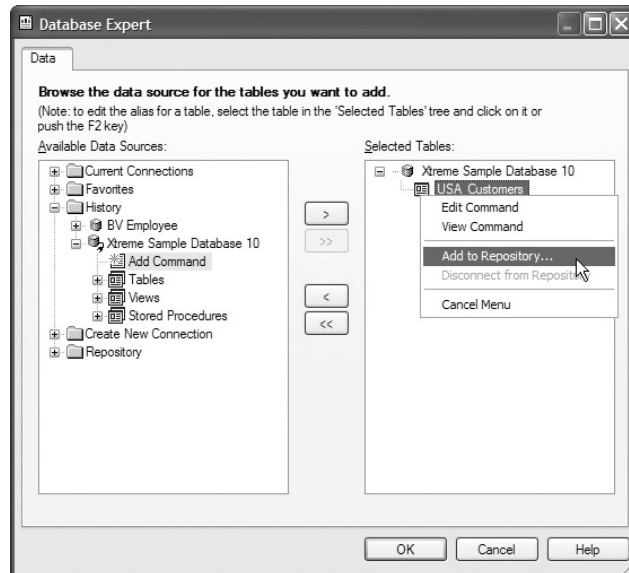 Database Expert
Data
Browse the data source for the tables you want to add.
(Note: to edit the alias for a table, select the table in the 'Selected Tables' tree and click on it or
push the F2 key)
Available Data Sources:
Current Connections
Favorites
History
BV Employee
Xtreme Sample Database 10
Add Command
Tables
Views
Stored Procedures
Create New Connection
Repository
>
>>
<
<<
Selected Tables:
Xtreme Sample Database 10
USA_Customers
Edit Command
View Command
Add to Repository...
Disconnect from Repository
Cancel Menu
OK
Cancel
Help